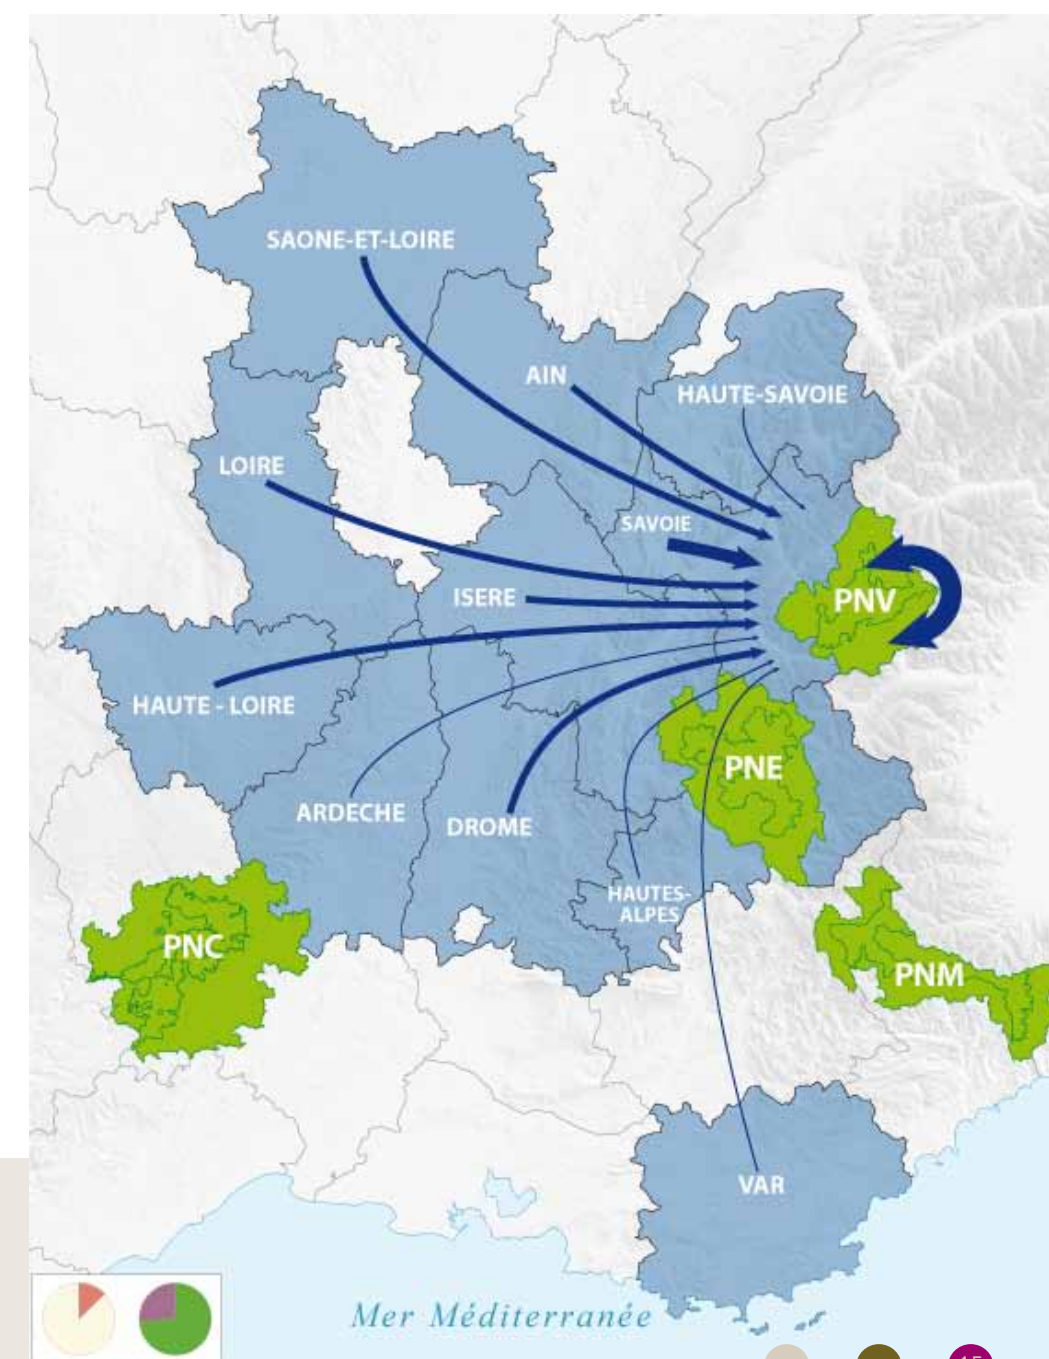 SAONE-ET-LOIRE
AIN
HAUTE-SAVOIE
LOIRE
SAVOIE
ISERE
PNV
HAUTE - LOIRE
PNE
ARDECHE
DROME
HAUTES-
ALPES
PNC
PNM
VAR
Mer Méditerranée